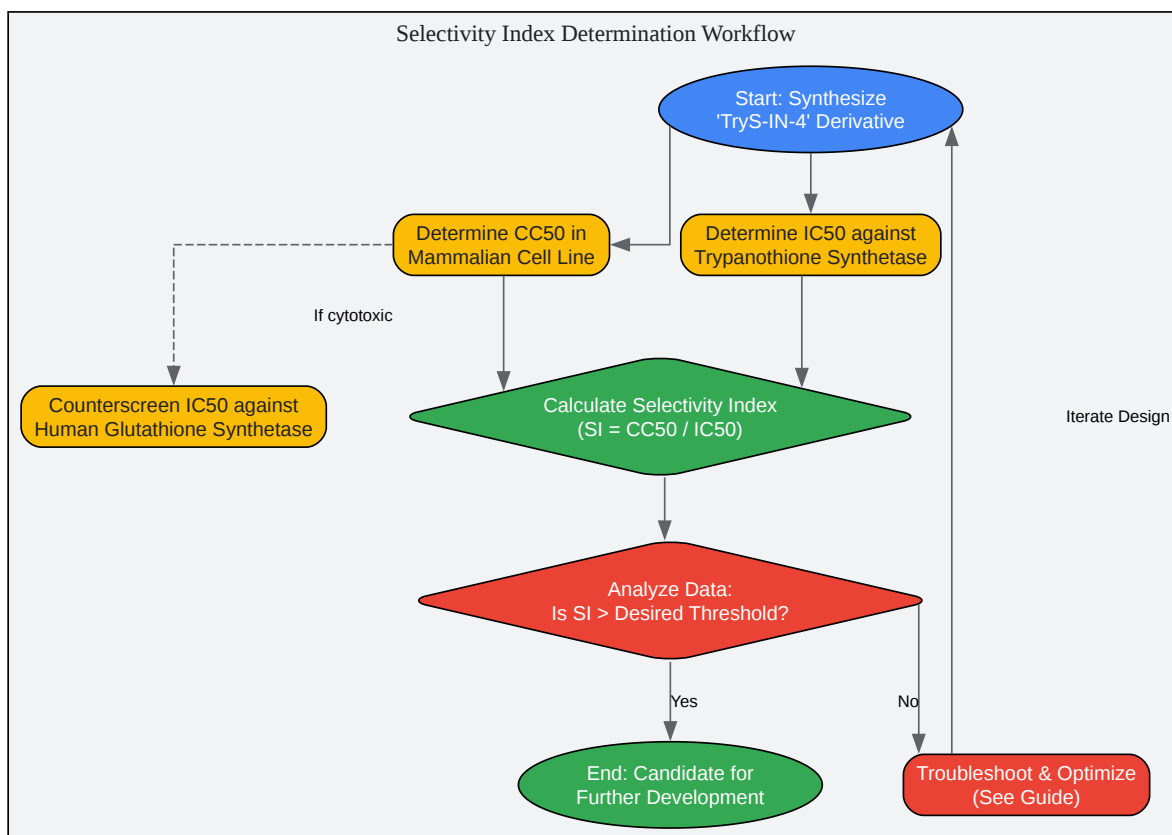 Selectivity Index Determination Workflow
Start: Synthesize
'TryS-IN-4' Derivative
Determine CC50 in
Mammalian Cell Line
Determine IC50 against
Trypanothione Synthetase
If cytotoxic
Counterscreen IC50 against
Human Glutathione Synthetase
Calculate Selectivity Index
(SI = CC50 / IC50)
Iterate Design
Analyze Data:
Is SI > Desired Threshold?
Yes
No
End: Candidate for
Further Development
Troubleshoot & Optimize
(See Guide)